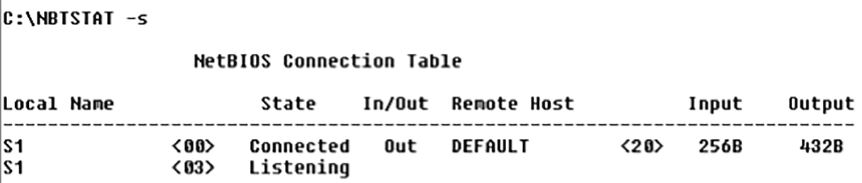 C:\NBTSTAT -s
NetBIOS Connection Table
Local Name State In/Out Remote Host Input Output
--------------------------------------------------------------------------------
S1 <00> Connected Out DEFAULT <20> 256B 432B
S1 <03> Listening